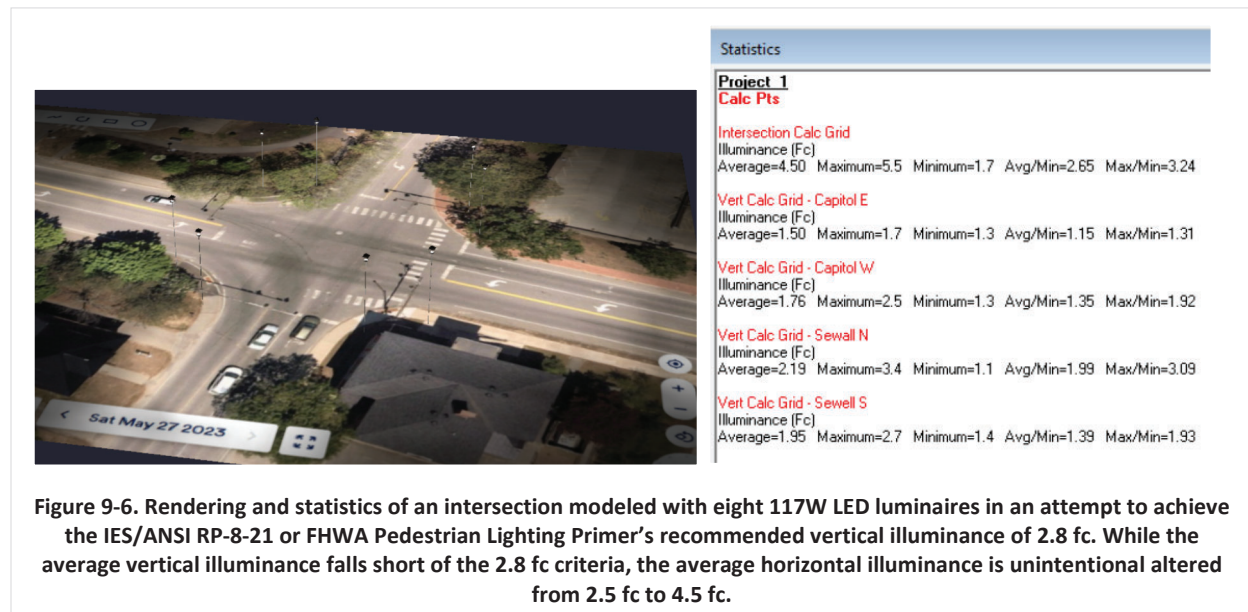 Sat May 27 2023
Statistics
Project_1
Calc Pts
Intersection Calc Grid
Illuminance (Fc)
Average=4.50 Maximum=5.5 Minimum=1.7 Avg/Min=2.65 Max/Min=3.24
Vert Calc Grid - Capitol E
Illuminance (Fc)
Average=1.50 Maximum=1.7 Minimum=1.3 Avg/Min=1.15 Max/Min=1.31
Vert Calc Grid - Capitol W
Illuminance (Fc)
Average=1.76 Maximum=2.5 Minimum=1.3 Avg/Min=1.35 Max/Min=1.92
Vert Calc Grid - Sewall N
Illuminance (Fc)
Average=2.19 Maximum=3.4 Minimum=1.1 Avg/Min=1.99 Max/Min=3.09
Vert Calc Grid - Sewell S
Illuminance (Fc)
Average=1.95 Maximum=2.7 Minimum=1.4 Avg/Min=1.39 Max/Min=1.93
Figure 9-6. Rendering and statistics of an intersection modeled with eight 117W LED luminaires in an attempt to achieve
the IES/ANSI RP-8-21 or FHWA Pedestrian Lighting Primer’s recommended vertical illuminance of 2.8 fc. While the
average vertical illuminance falls short of the 2.8 fc criteria, the average horizontal illuminance is unintentional altered
from 2.5 fc to 4.5 fc.